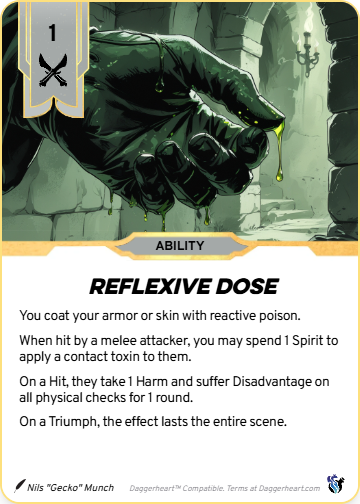 1
ABILITY
REFLEXIVE DOSE
You coat your armor or skin with reactive poison.
When hit by a melee attacker, you may spend 1 Spirit to
apply a contact toxin to them.
On a Hit, they take 1 Harm and suffer Disadvantage on
all physical checks for 1 round.
On a Triumph, the effect lasts the entire scene.
Nils "Gecko" Munch
Daggerheart™ Compatible. Terms at Daggerheart.com